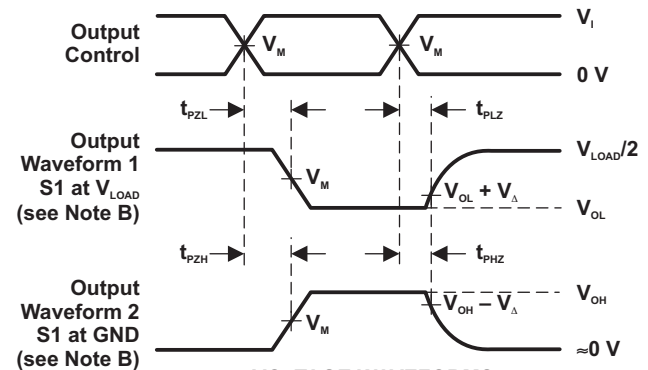 Output
Control
V_M
V_M
V_I
0 V
t_PZL
t_PLZ
Output
Waveform 1
S1 at V_LOAD
(see Note B)
V_M
V_OL + V_Δ
V_LOAD/2
V_OL
t_PZH
t_PHZ
Output
Waveform 2
S1 at GND
(see Note B)
V_M
V_OH – V_Δ
V_OH
≈0 V